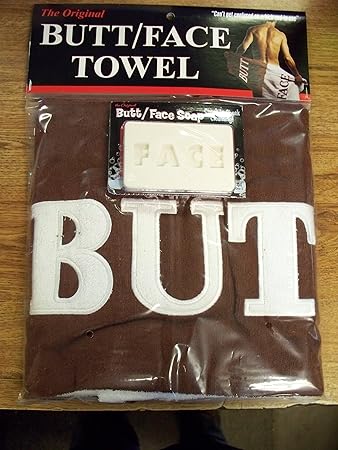 The Original
BUTT/FACE
TOWEL
"Can't get confused
BUTT
FACE
the Original
Butt/Face Soap
FACE
BUT